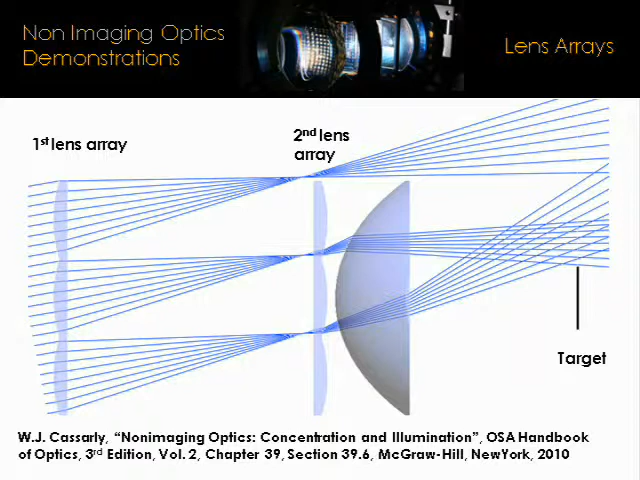 Non Imaging Optics
Demonstrations
Lens Arrays
1st lens array
2nd lens
array
Target
W.J. Cassarly, “Nonimaging Optics: Concentration and Illumination”, OSA Handbook
of Optics, 3rd Edition, Vol. 2, Chapter 39, Section 39.6, McGraw-Hill, NewYork, 2010